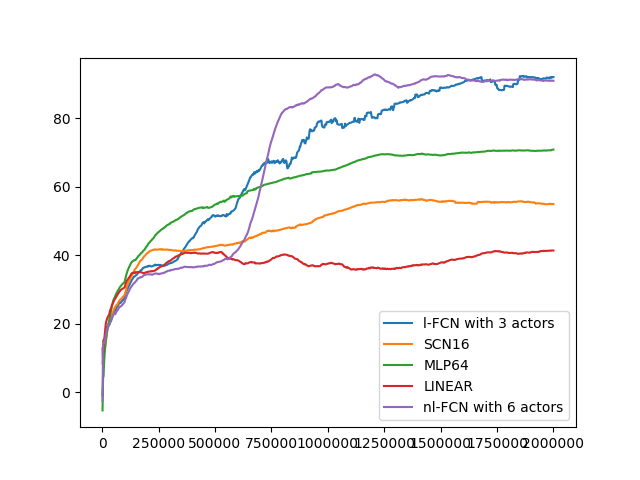 80
60
40
20
0
l-FCN with 3 actors
SCN16
MLP64
LINEAR
nl-FCN with 6 actors
0 250000 500000 750000 1000000 1250000 1500000 1750000 2000000